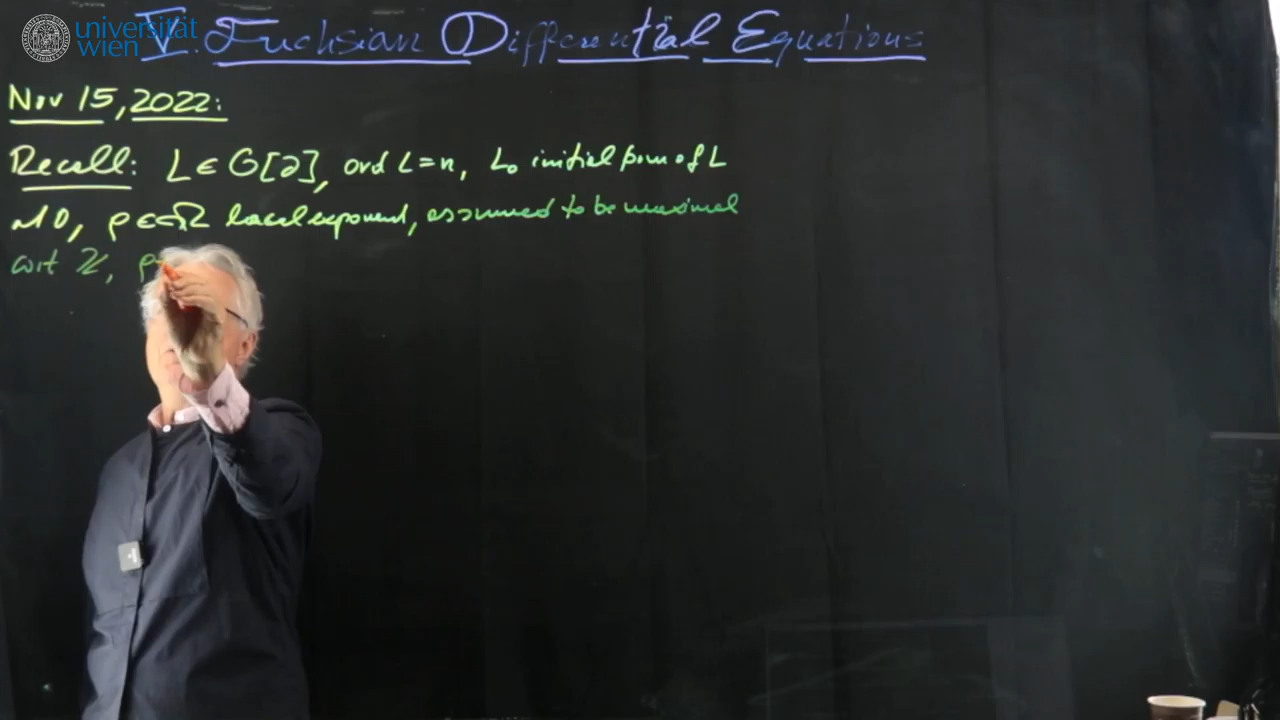 universität
wien
V. Fuchsian Differential Equations
Nov 15, 2022:
Recall: L ∈ O[∂], ord L = n, L₀ initial form of L
at 0, ρ ∈ Ω local exponent, assumed to be maximal
wrt ℤ, ρ